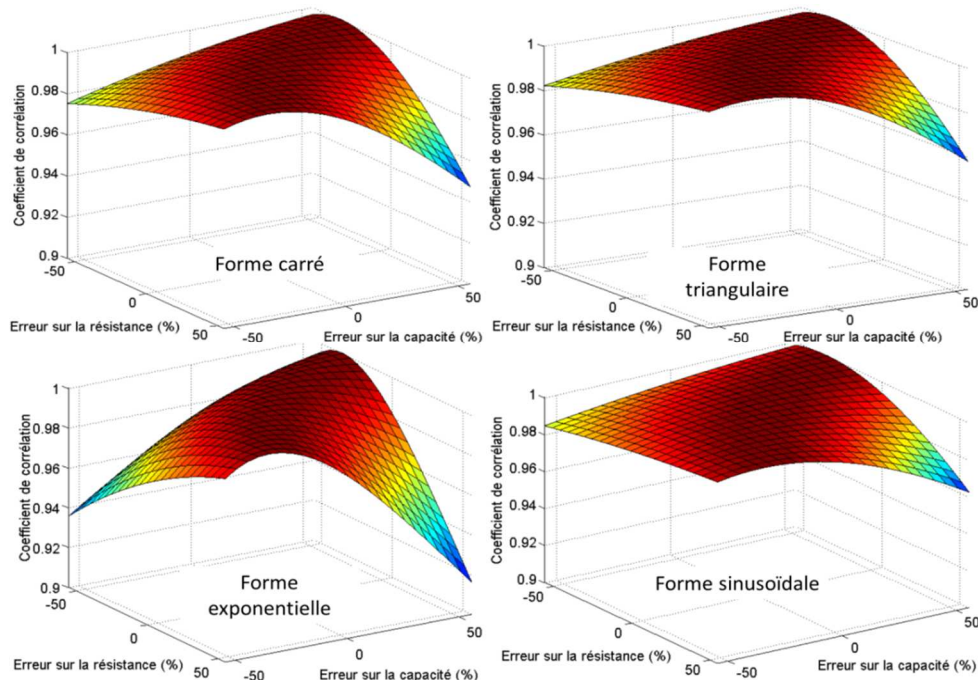 Coefficient de corrélation
1
0.98
0.96
0.94
0.92
0.9
-50
0
50
Erreur sur la résistance (%)
-50
0
50
Erreur sur la capacité (%)
Forme carré
Coefficient de corrélation
1
0.98
0.96
0.94
0.92
0.9
-50
0
50
Erreur sur la résistance (%)
-50
0
50
Erreur sur la capacité (%)
Forme
triangulaire
Coefficient de corrélation
1
0.98
0.96
0.94
0.92
0.9
-50
0
50
Erreur sur la résistance (%)
-50
0
50
Erreur sur la capacité (%)
Forme
exponentielle
Coefficient de corrélation
1
0.98
0.96
0.94
0.92
0.9
-50
0
50
Erreur sur la résistance (%)
-50
0
50
Erreur sur la capacité (%)
Forme sinusoïdale